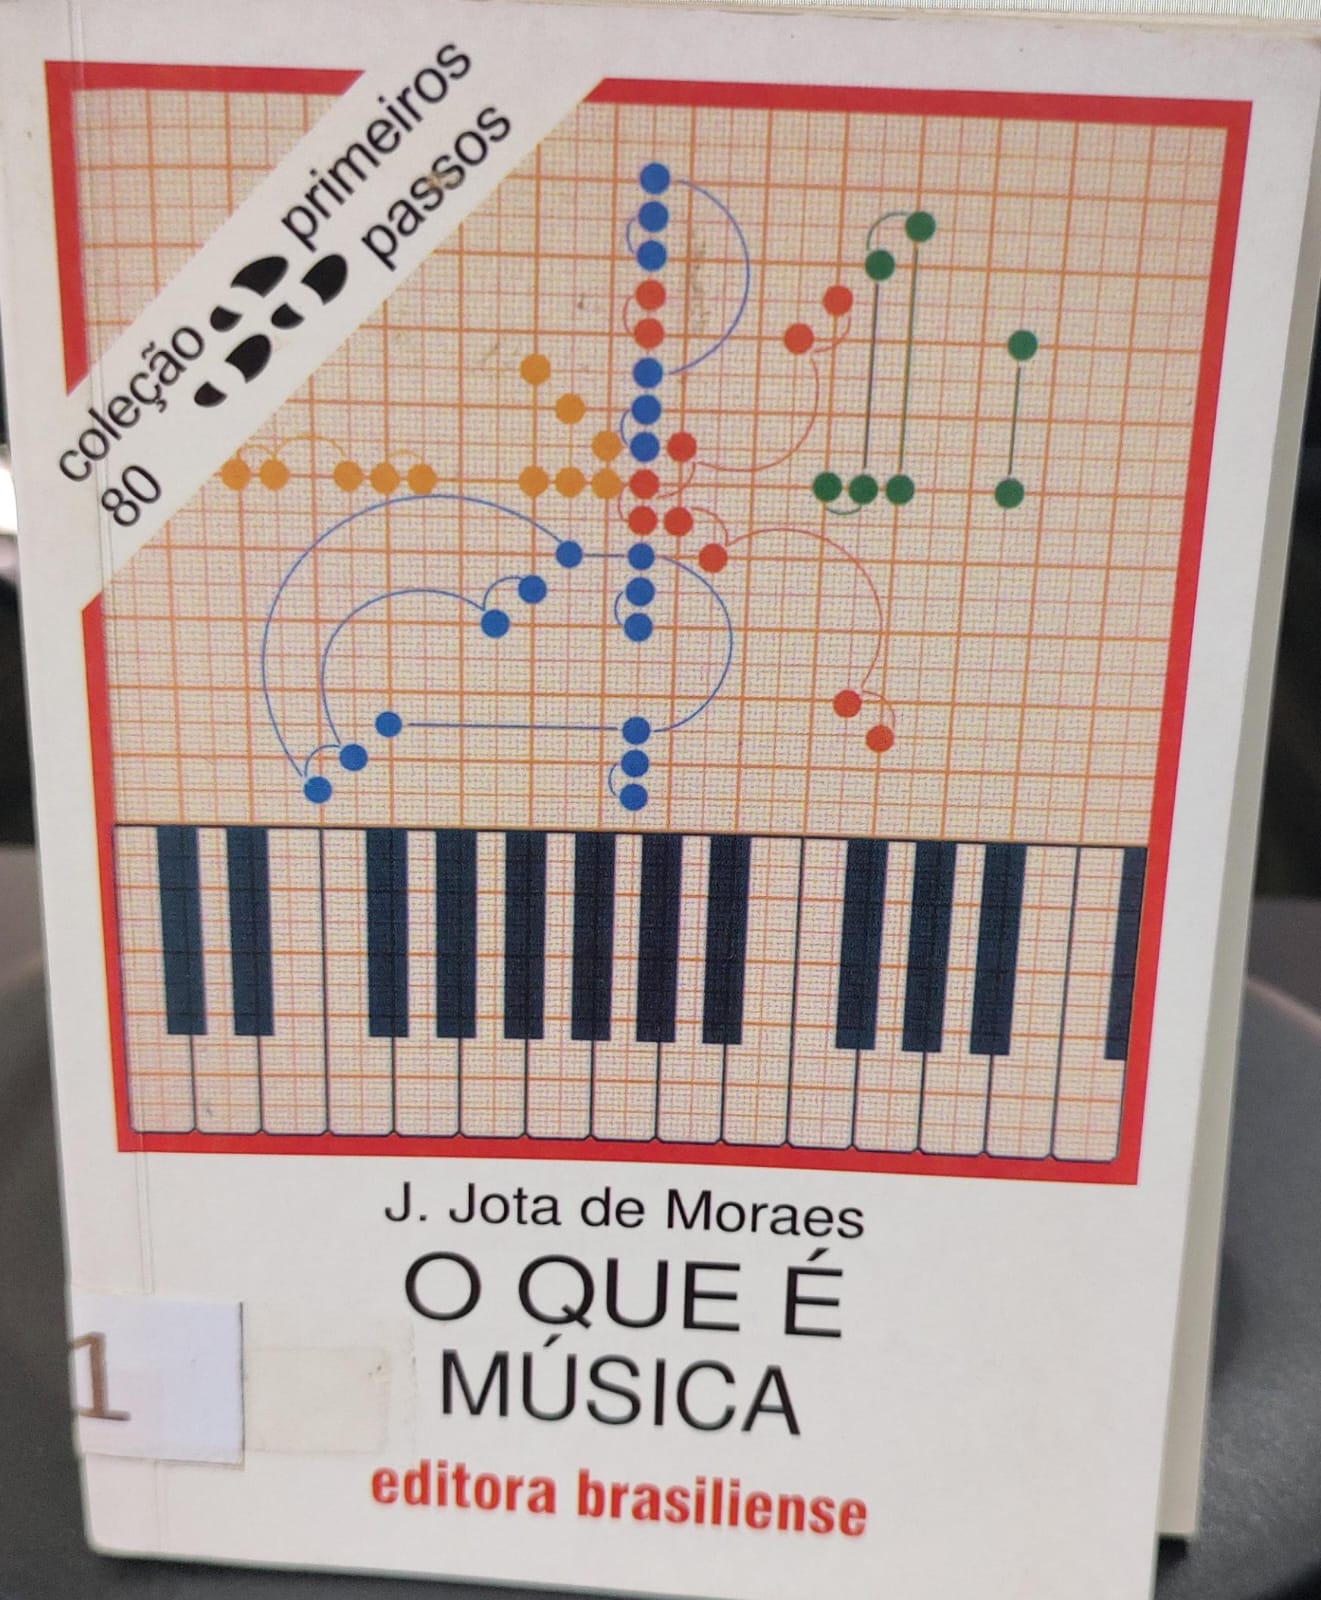 coleção primeiros
80 passos
J. Jota de Moraes
O QUE É
MÚSICA
editora brasiliense
1